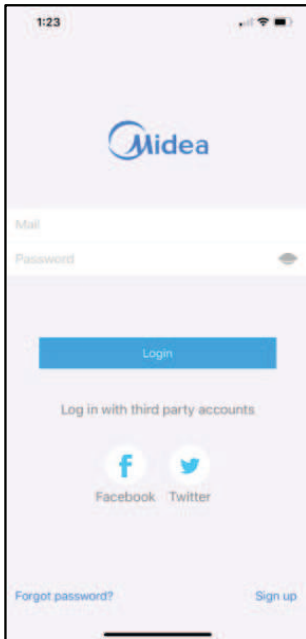 1:23
Midea
Mail
Password
Login
Log in with third party accounts
Facebook Twitter
Forgot password? Sign up